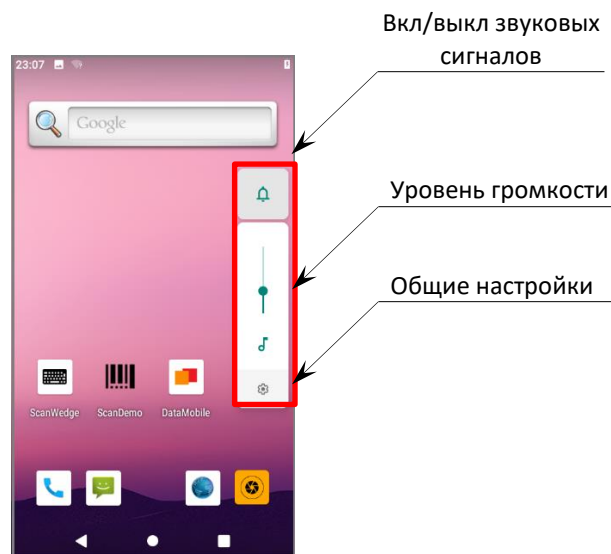 Вкл/выкл звуковых
сигналов
23:07
Google
Уровень громкости
Общие настройки
ScanWedge ScanDemo DataMobile